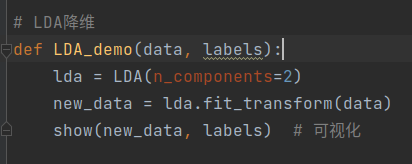 # LDA降维
def LDA_demo(data, labels):
    lda = LDA(n_components=2)
    new_data = lda.fit_transform(data)
    show(new_data, labels)  # 可视化